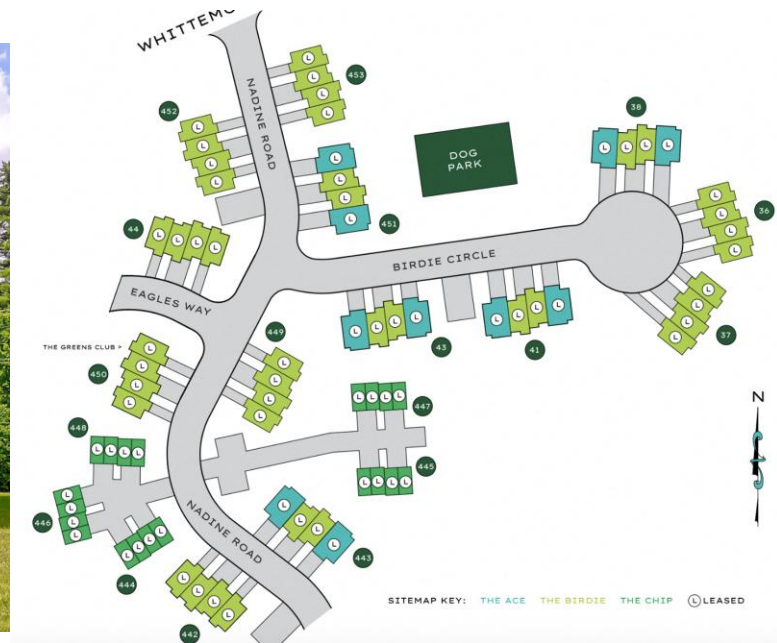 WHITTEMO
NADINE ROAD
453
452
38
DOG
PARK
36
451
44
BIRDIE CIRCLE
EAGLES WAY
37
THE GREENS CLUB >
449
43
41
450
N
447
448
445
446
NADINE ROAD
444
443
442
SITEMAP KEY: THE ACE THE BIRDIE THE CHIP L LEASED